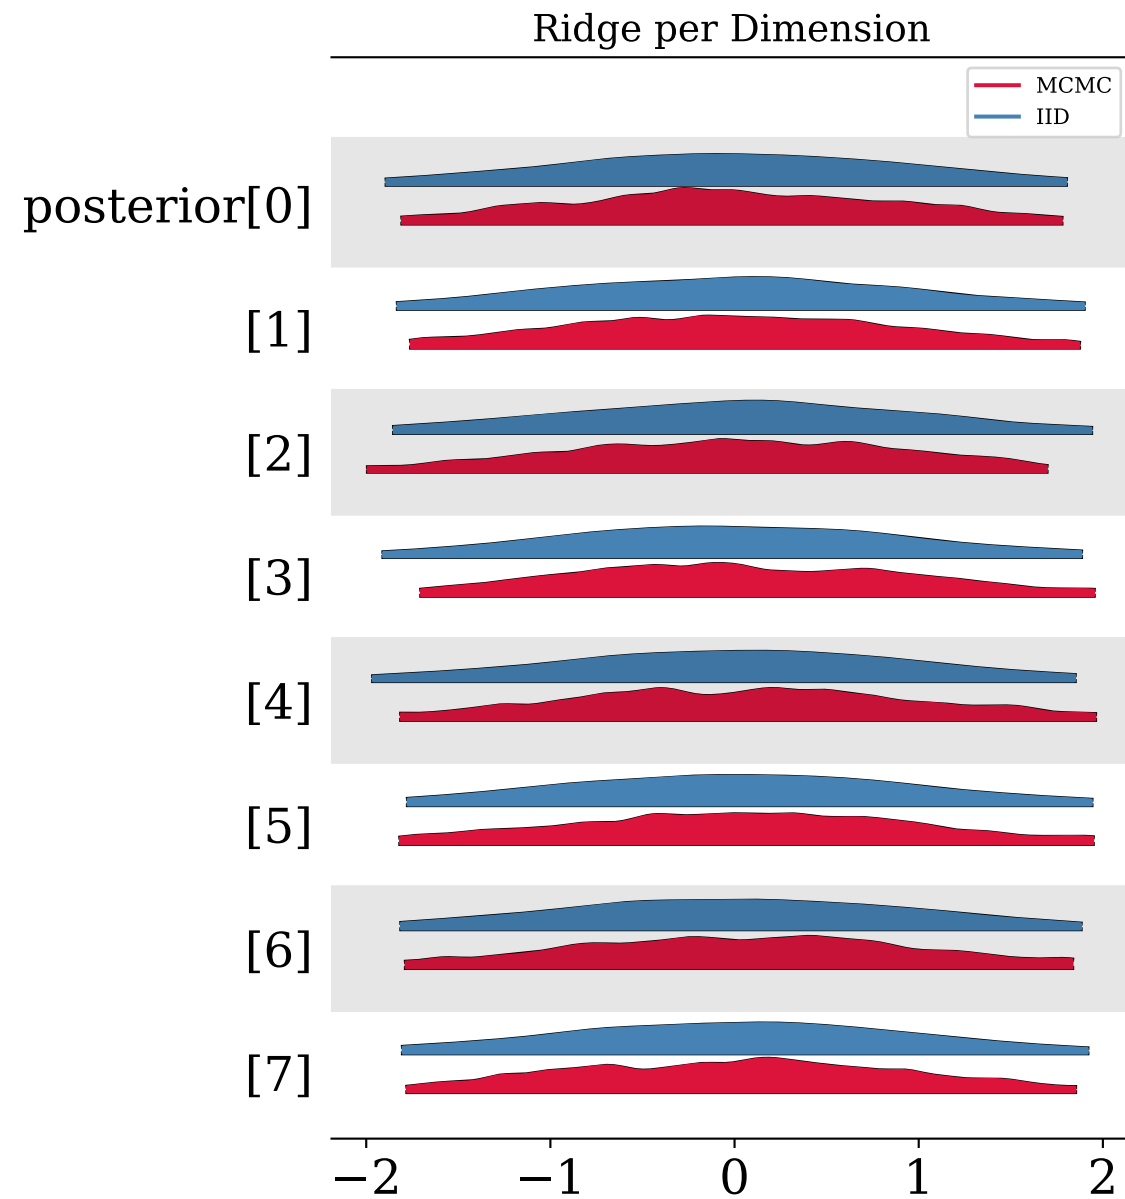 Ridge per Dimension
MCMC
IID
posterior[0]
[1]
[2]
[3]
[4]
[5]
[6]
[7]
−2 −1 0 1 2